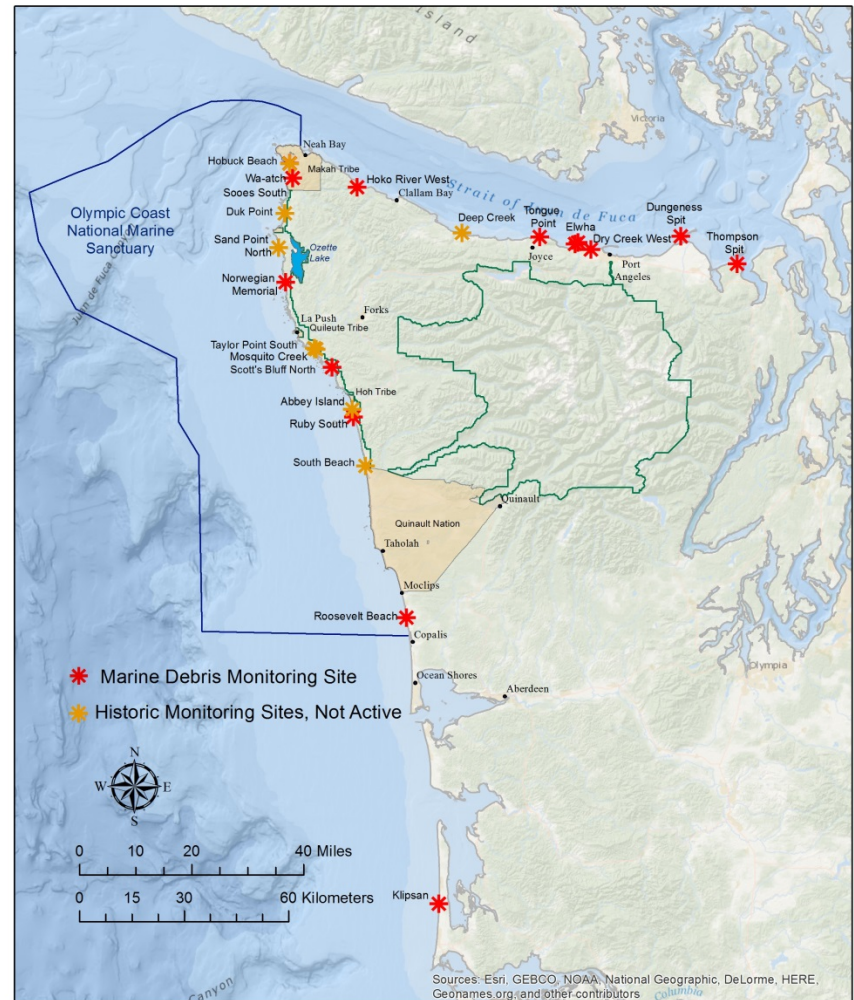 Island
Victoria
Neah Bay
Hobuck Beach
Makah Tribe
Wa-atch
Hoko River West
Sooes South
Clallam Bay
Strait of Juan de Fuca
Duk Point
Deep Creek
Tongue
Point
Elwha
Dungeness
Spit
Olympic Coast
National Marine
Sanctuary
Sand Point
North
Ozette
Lake
Dry Creek West
Thompson
Spit
Joyce
Port
Angeles
Juan de Fuca
Norwegian
Memorial
La Push
Forks
Quileute Tribe
Taylor Point South
Mosquito Creek
Scott's Bluff North
Hoh Tribe
Abbey Island
Ruby South
South Beach
Quinault
Quinault Nation
Taholah
Moclips
Roosevelt Beach
Copalis
Olympia
Marine Debris Monitoring Site
Ocean Shores
Aberdeen
Historic Monitoring Sites, Not Active
N
W E
S
0 10 20 40 Miles
0 15 30 60 Kilometers
Klipsan
Canyon
Columbia
Sources: Esri, GEBCO, NOAA, National Geographic, DeLorme, HERE,
Geonames.org, and other contributors